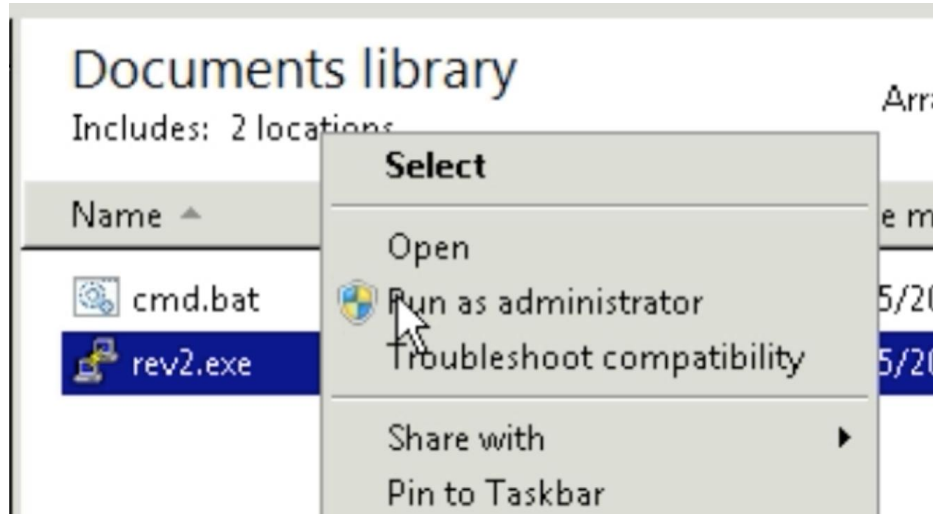 Documents library
Arra
Includes: 2 locations
Select
Name
e m
Open
cmd.bat
Run as administrator
5/20
rev2.exe
Troubleshoot compatibility
5/20
Share with
Pin to Taskbar